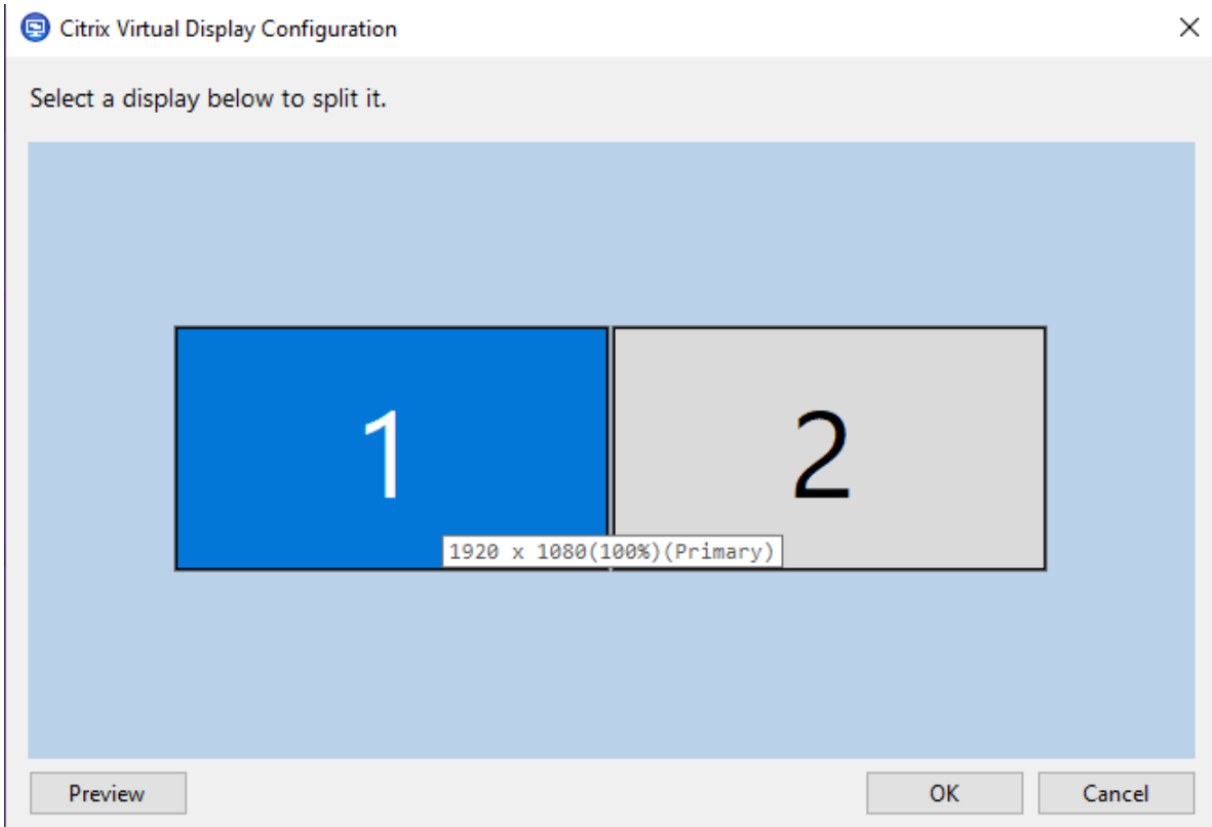 Citrix Virtual Display Configuration
Select a display below to split it.
1
2
1920 x 1080(100%)(Primary)
Preview
OK
Cancel